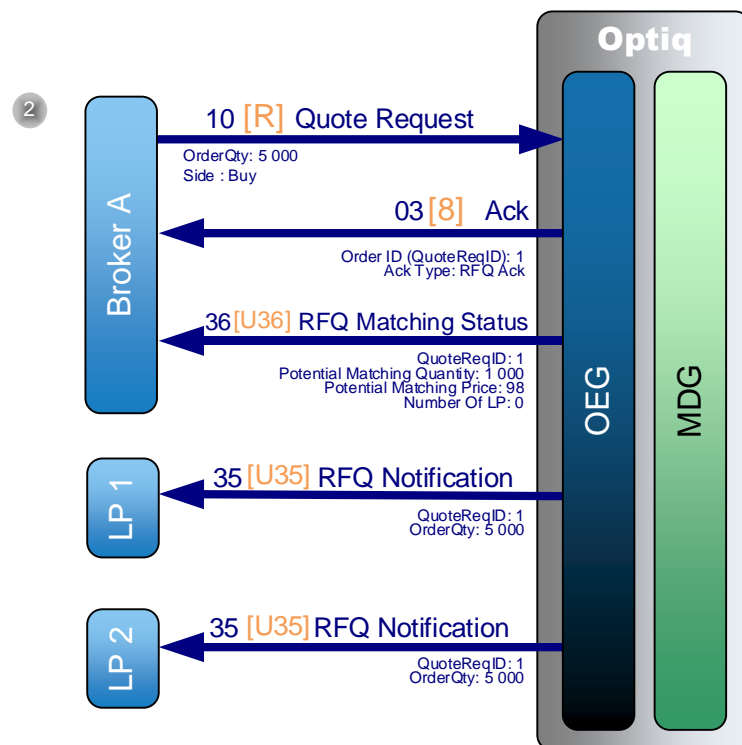 Optiq
2
10 [R] Quote Request
OrderQty: 5 000
Side : Buy
Broker A
03 [8] Ack
Order ID (QuoteReqID): 1
Ack Type: RFQ Ack
36 [U36] RFQ Matching Status
QuoteReqID: 1
Potential Matching Quantity: 1 000
Potential Matching Price: 98
Number Of LP: 0
OEG
MDG
LP 1
35 [U35] RFQ Notification
QuoteReqID: 1
OrderQty: 5 000
LP 2
35 [U35] RFQ Notification
QuoteReqID: 1
OrderQty: 5 000